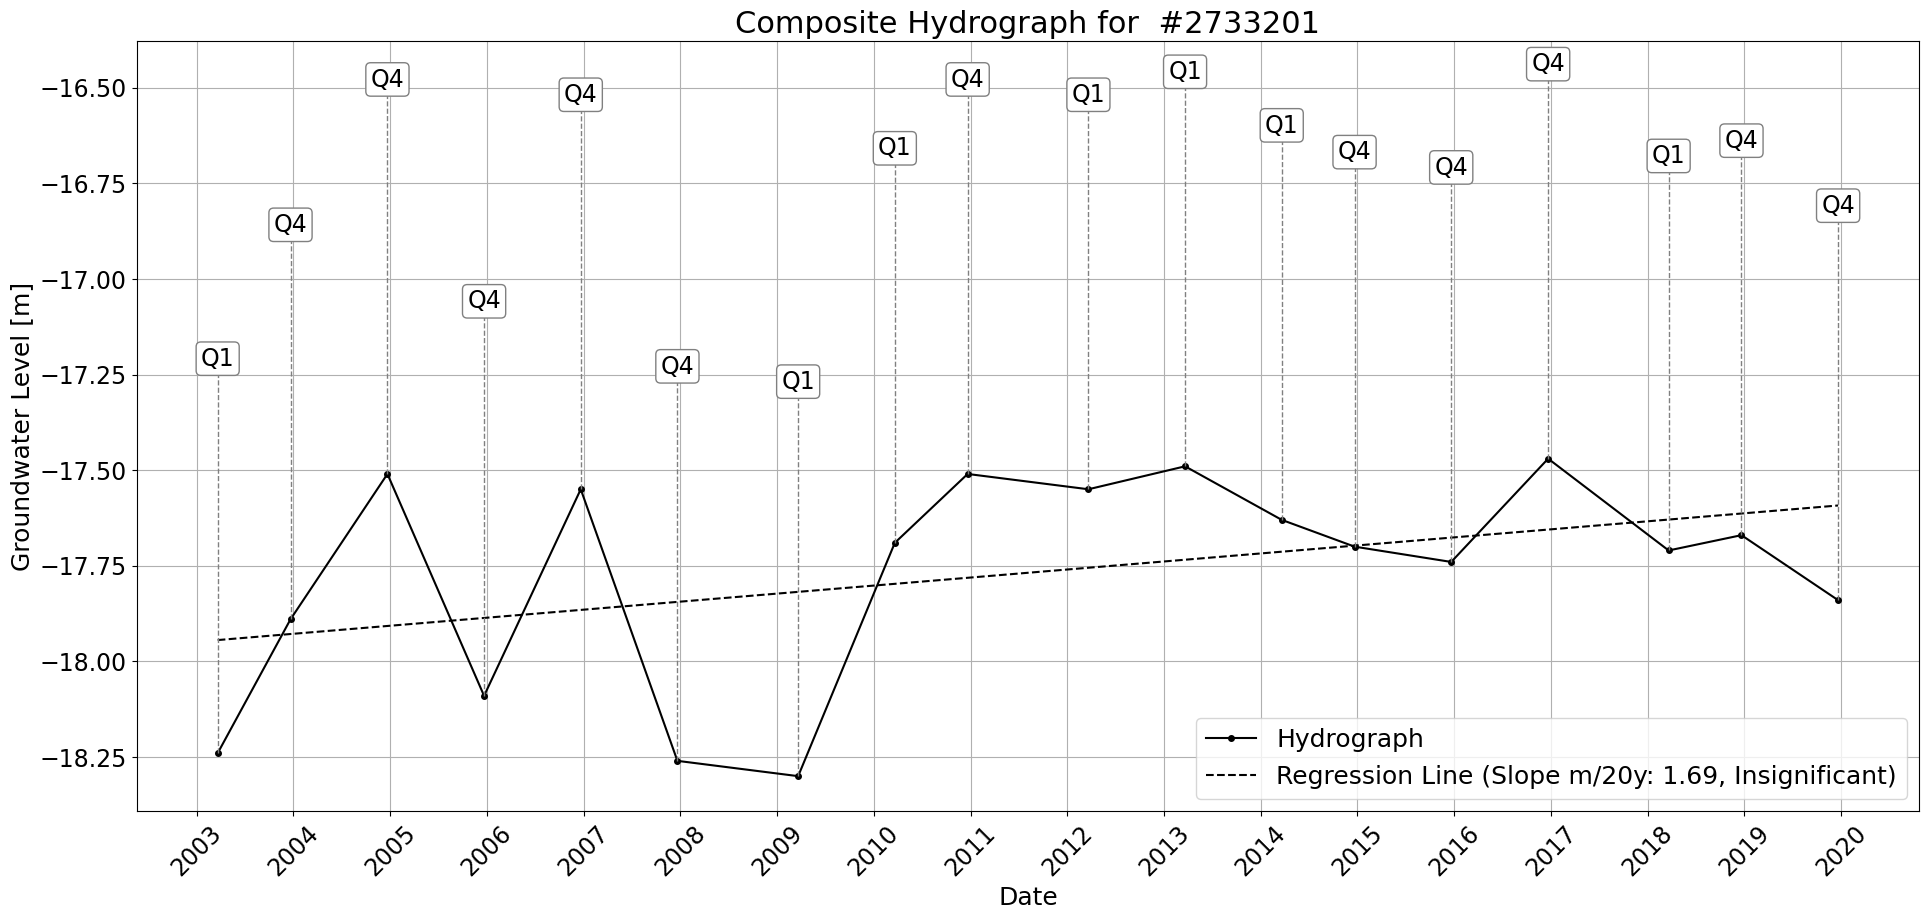 Composite Hydrograph for  #2733201
Groundwater Level [m]
−16.50
−16.75
−17.00
−17.25
−17.50
−17.75
−18.00
−18.25
Q1
Q4
Q4
Q4
Q4
Q4
Q1
Q1
Q4
Q1
Q1
Q1
Q4
Q4
Q4
Q1
Q4
Q4
Hydrograph
Regression Line (Slope m/20y: 1.69, Insignificant)
2003
2004
2005
2006
2007
2008
2009
2010
2011
2012
2013
2014
2015
2016
2017
2018
2019
2020
Date